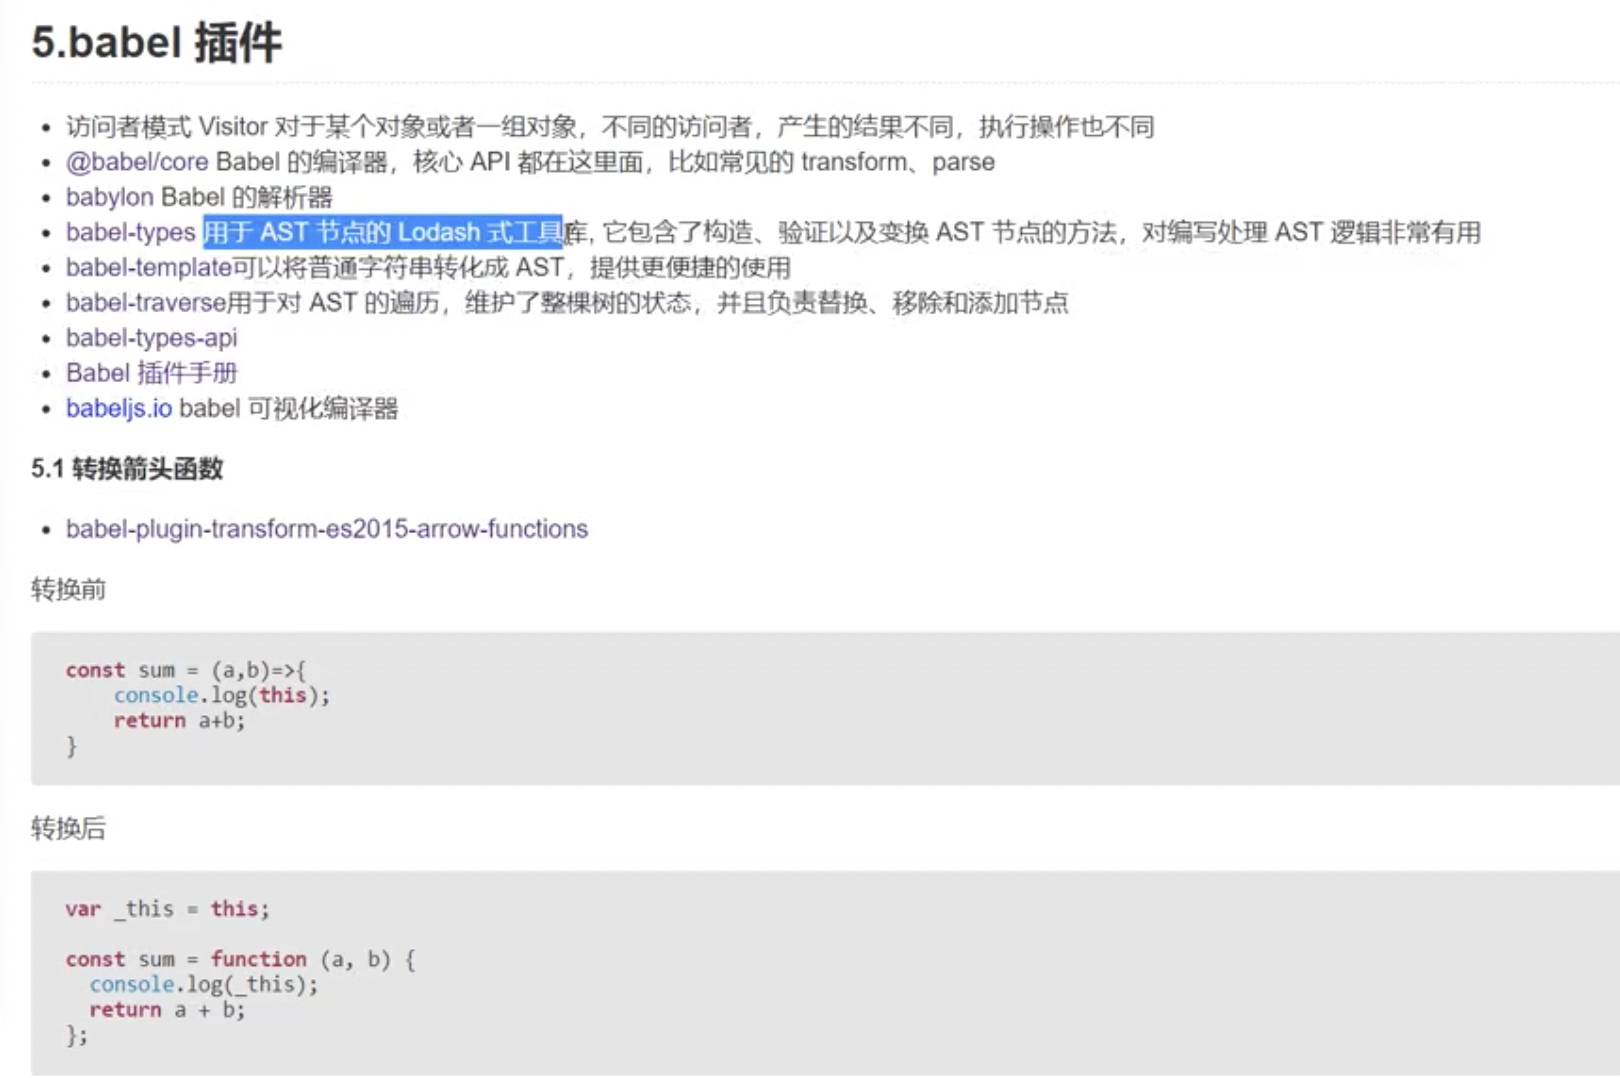 5.babel 插件
访问者模式 Visitor 对于某个对象或者一组对象，不同的访问者，产生的结果不同，执行操作也不同
@babel/core Babel 的编译器，核心 API 都在这里面，比如常见的 transform、parse
babylon Babel 的解析器
babel-types 用于 AST 节点的 Lodash 式工具库, 它包含了构造、验证以及变换 AST 节点的方法，对编写处理 AST 逻辑非常有用
babel-template可以将普通字符串转化成 AST，提供更便捷的使用
babel-traverse用于对 AST 的遍历，维护了整棵树的状态，并且负责替换、移除和添加节点
babel-types-api
Babel 插件手册
babeljs.io babel 可视化编译器
5.1 转换箭头函数
babel-plugin-transform-es2015-arrow-functions
转换前
const sum = (a,b)=>{
    console.log(this);
    return a+b;
}
转换后
var _this = this;
const sum = function (a, b) {
  console.log(_this);
  return a + b;
};